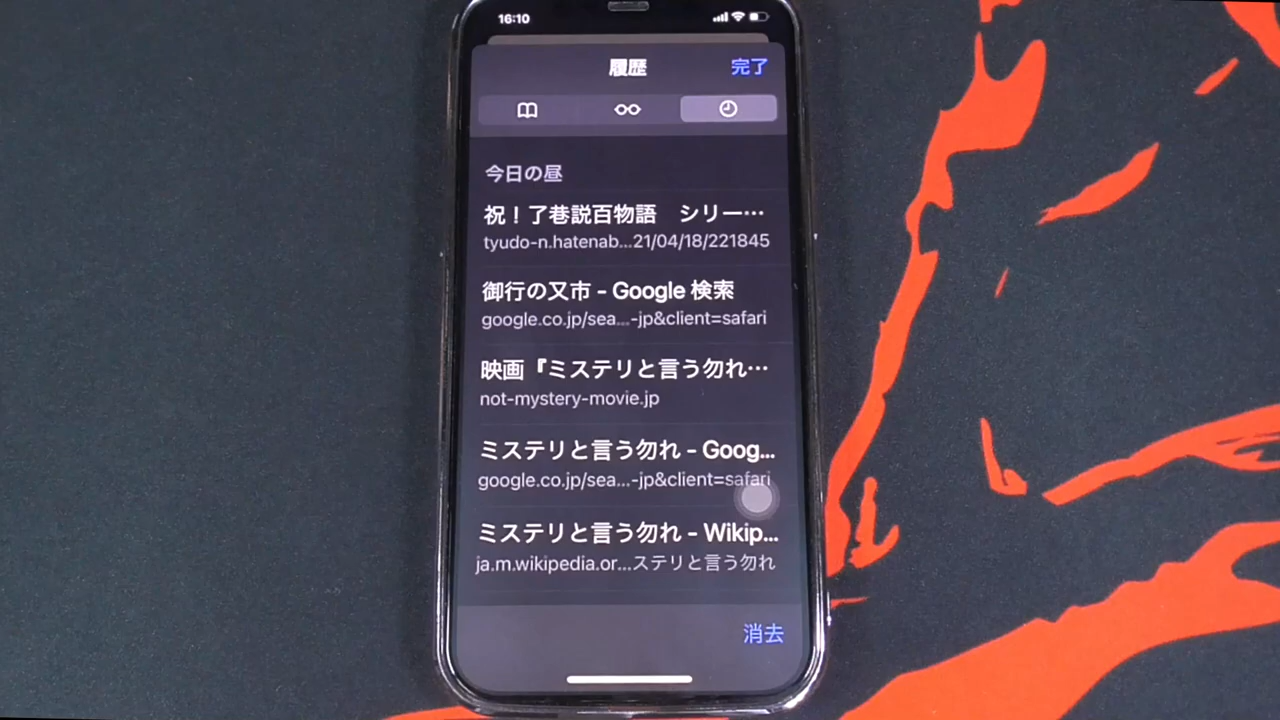 16:10
履歴
完了
今日の昼
祝！了巷説百物語　シリー…
tyudo-n.hatenab...21/04/18/221845
御行の又市 - Google 検索
google.co.jp/sea...-jp&client=safari
映画『ミステリと言う勿れ…
not-mystery-movie.jp
ミステリと言う勿れ - Goog...
google.co.jp/sea...-jp&client=safari
ミステリと言う勿れ - Wikip...
ja.m.wikipedia.or...ステリと言う勿れ
消去